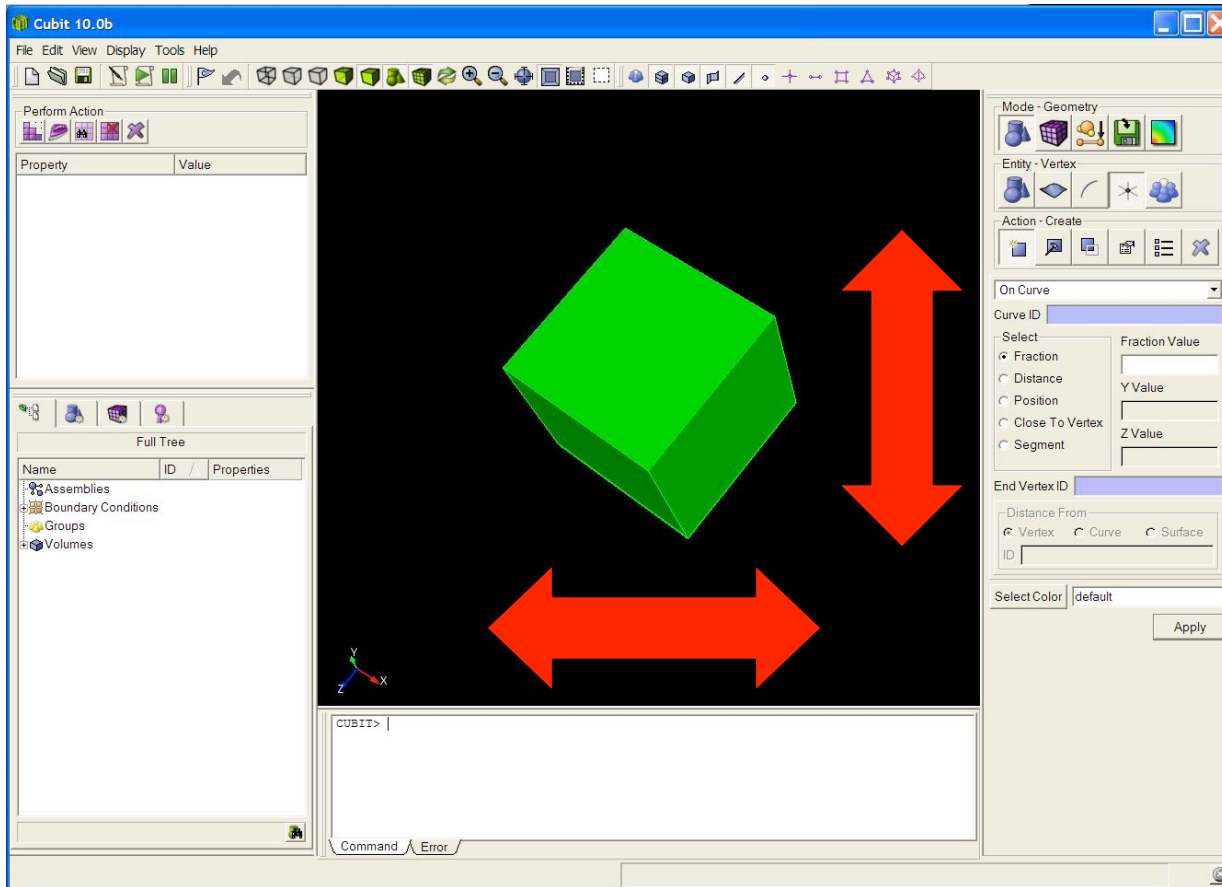 Cubit 10.0b
File Edit View Display Tools Help
Perform Action
Property Value
Full Tree
Name ID Properties
Assemblies
Boundary Conditions
Groups
Volumes
Y
X
Z
CUBIT>
Command Error
Mode - Geometry
Entity - Vertex
Action - Create
On Curve
Curve ID
Select
Fraction
Distance
Position
Close To Vertex
Segment
Fraction Value
Y Value
Z Value
End Vertex ID
Distance From
Vertex Curve Surface
ID
Select Color default
Apply